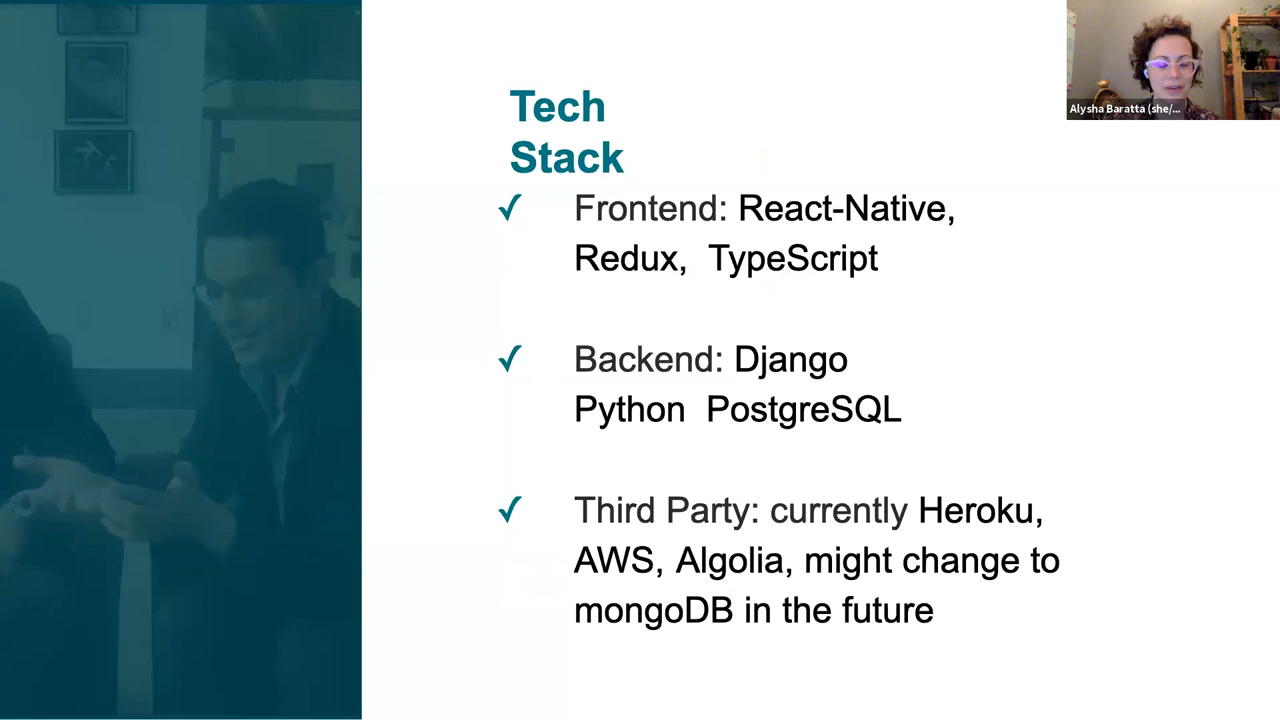 Tech
Stack
✓ Frontend: React-Native,
Redux, TypeScript
✓ Backend: Django
Python PostgreSQL
✓ Third Party: currently Heroku,
AWS, Algolia, might change to
mongoDB in the future
Alysha Baratta (she/...